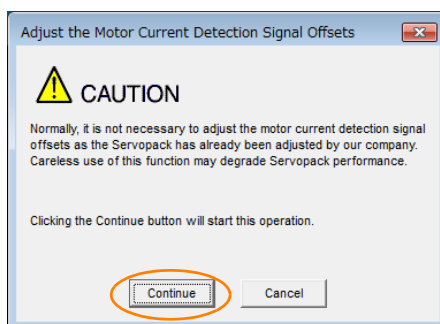 Adjust the Motor Current Detection Signal Offsets
CAUTION
Normally, it is not necessary to adjust the motor current detection signal
offsets as the Servopack has already been adjusted by our company.
Careless use of this function may degrade Servopack performance.
Clicking the Continue button will start this operation.
Continue Cancel